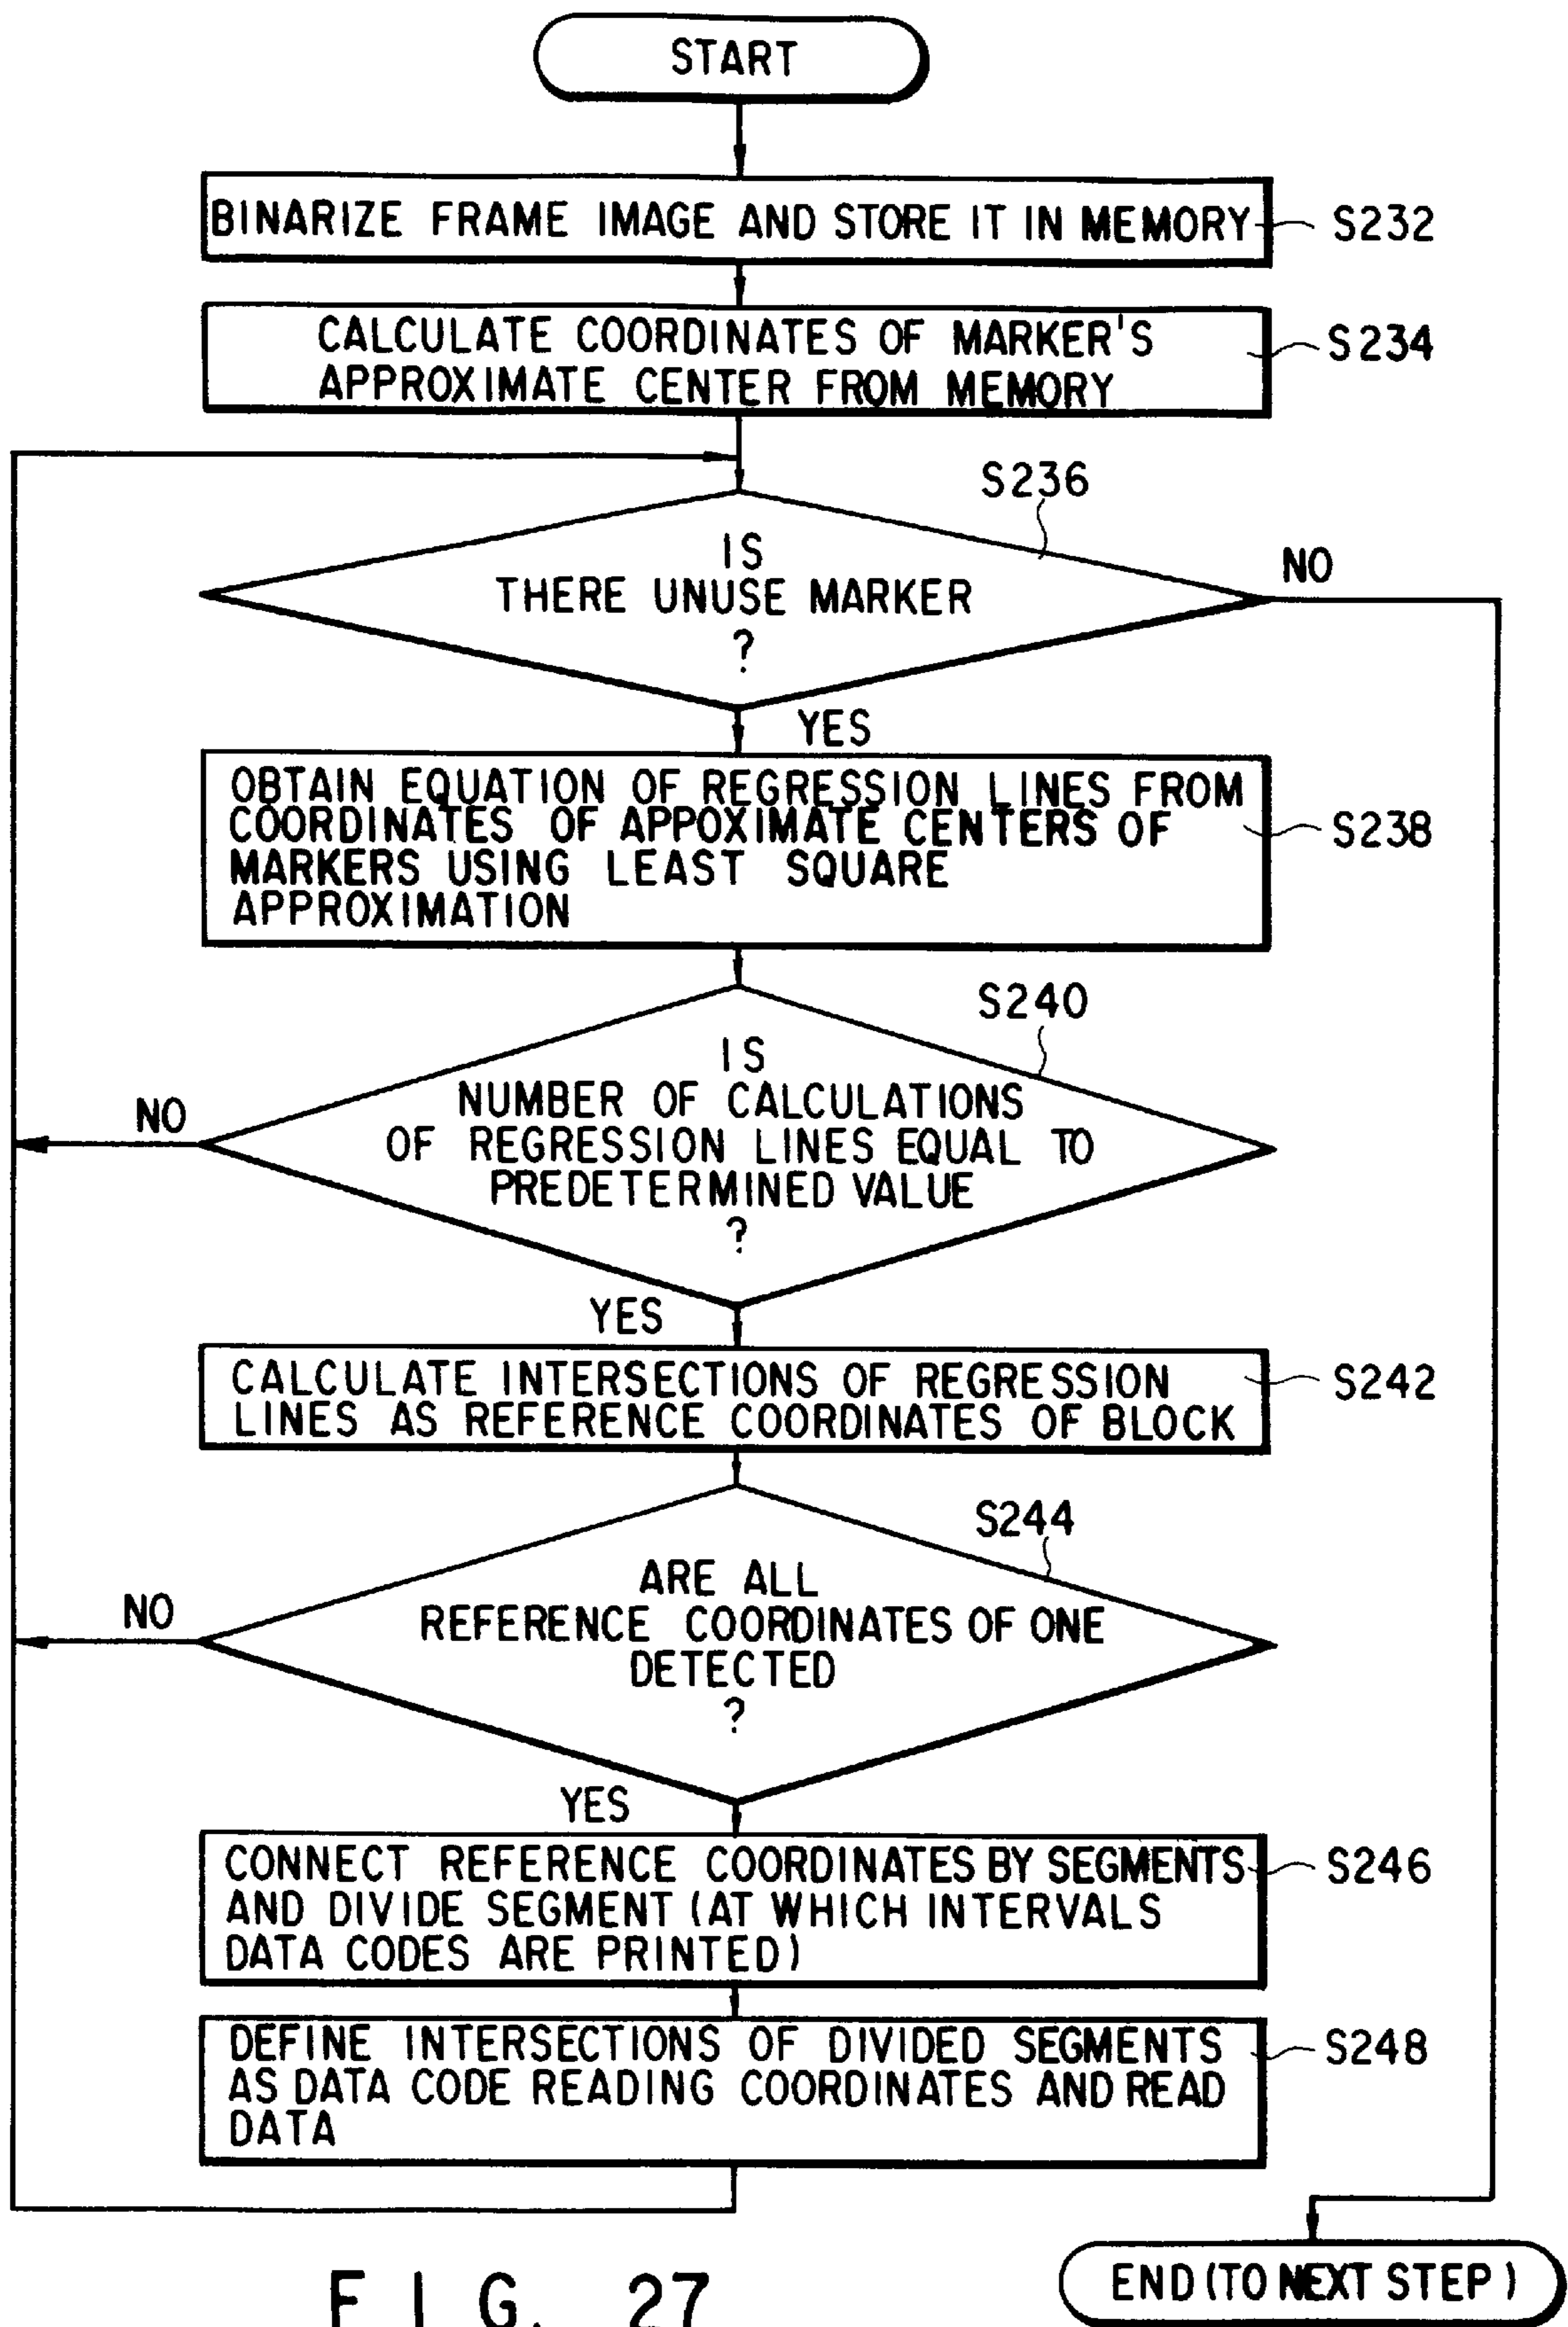 START
BINARIZE FRAME IMAGE AND STORE IT IN MEMORY
S232
CALCULATE COORDINATES OF MARKER'S
APPROXIMATE CENTER FROM MEMORY
S234
S236
IS
THERE UNUSE MARKER
?
NO
YES
OBTAIN EQUATION OF REGRESSION LINES FROM
COORDINATES OF APPOXIMATE CENTERS OF
MARKERS USING LEAST SQUARE
APPROXIMATION
S238
S240
IS
NUMBER OF CALCULATIONS
OF REGRESSION LINES EQUAL TO
PREDETERMINED VALUE
?
NO
YES
CALCULATE INTERSECTIONS OF REGRESSION
LINES AS REFERENCE COORDINATES OF BLOCK
S242
S244
ARE ALL
REFERENCE COORDINATES OF ONE
DETECTED
?
NO
YES
CONNECT REFERENCE COORDINATES BY SEGMENTS
AND DIVIDE SEGMENT (AT WHICH INTERVALS
DATA CODES ARE PRINTED)
S246
DEFINE INTERSECTIONS OF DIVIDED SEGMENTS
AS DATA CODE READING COORDINATES AND READ
DATA
S248
END (TO NEXT STEP)
FIG. 27